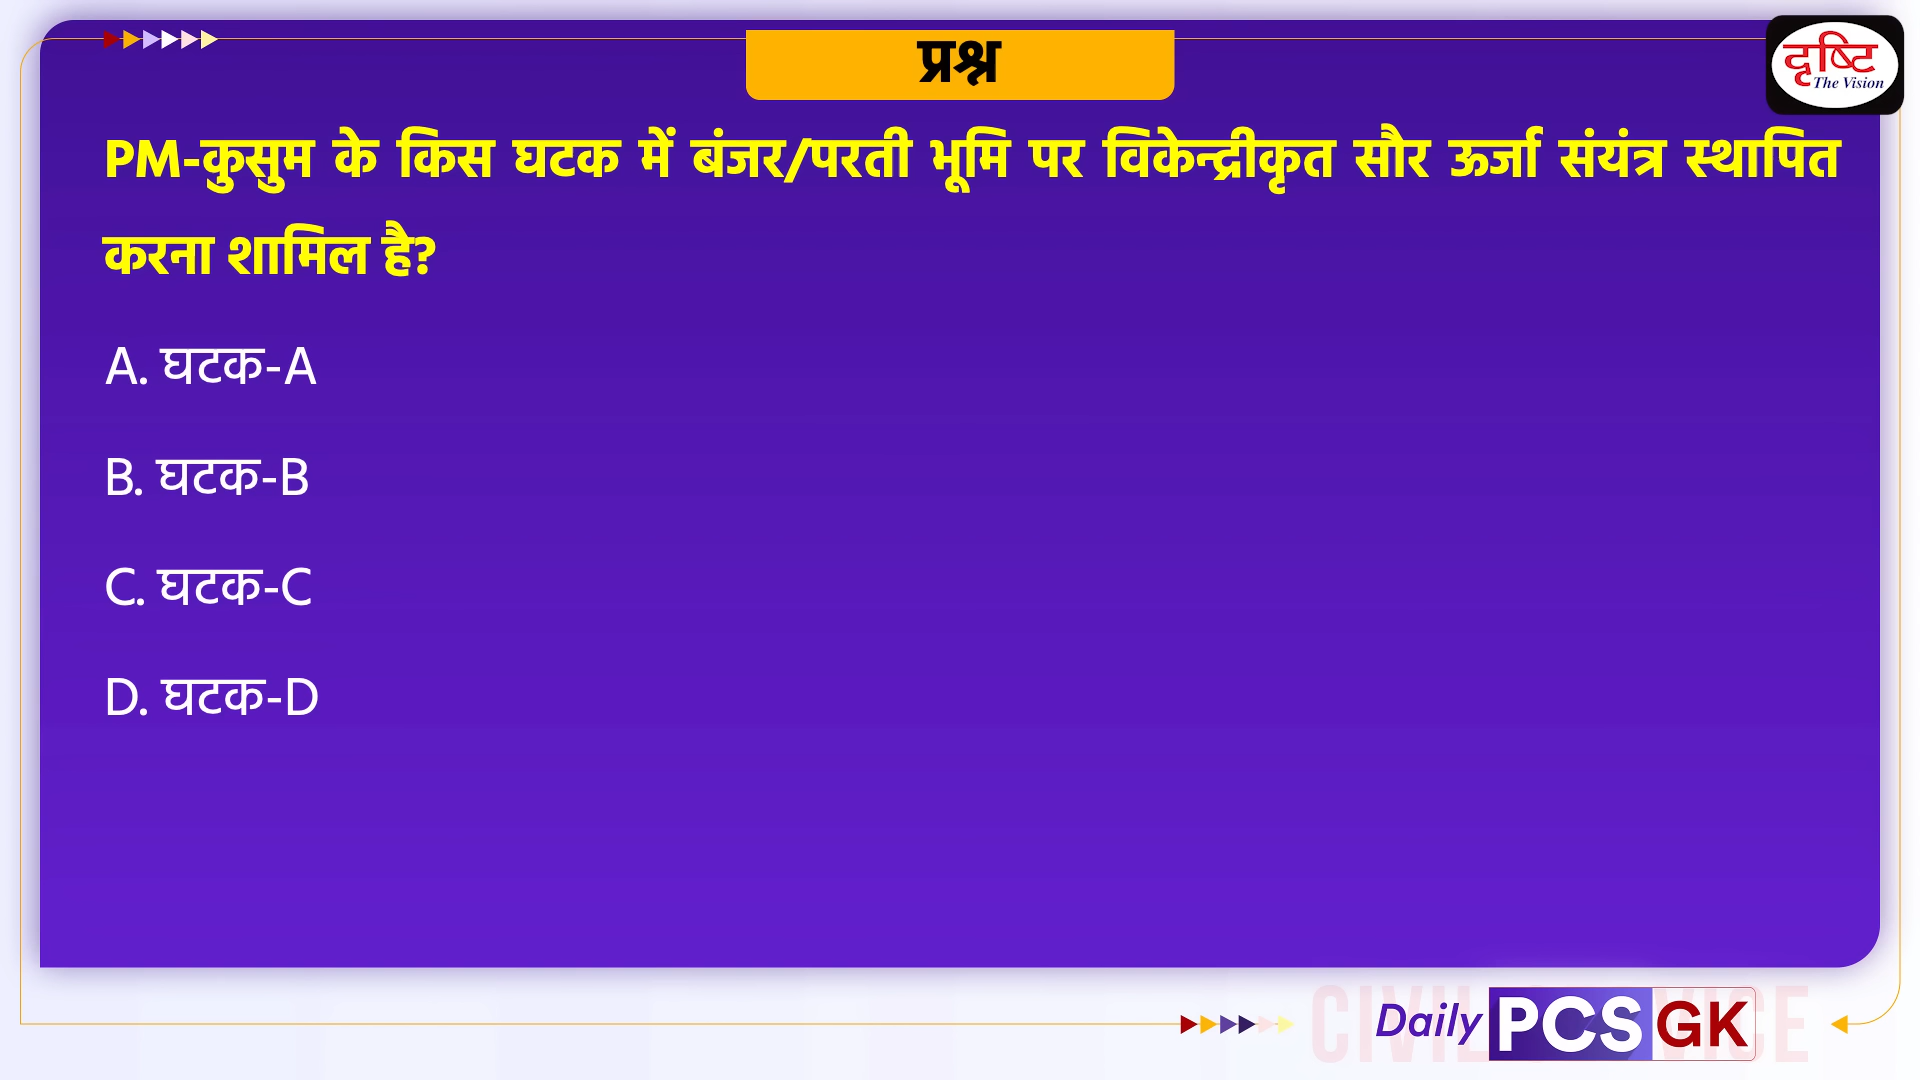 प्रश्न
दृष्टि
The Vision
PM-कुसुम के किस घटक में बंजर/परती भूमि पर विकेन्द्रीकृत सौर ऊर्जा संयंत्र स्थापित
करना शामिल है?
A. घटक-A
B. घटक-B
C. घटक-C
D. घटक-D
Daily PCS GK